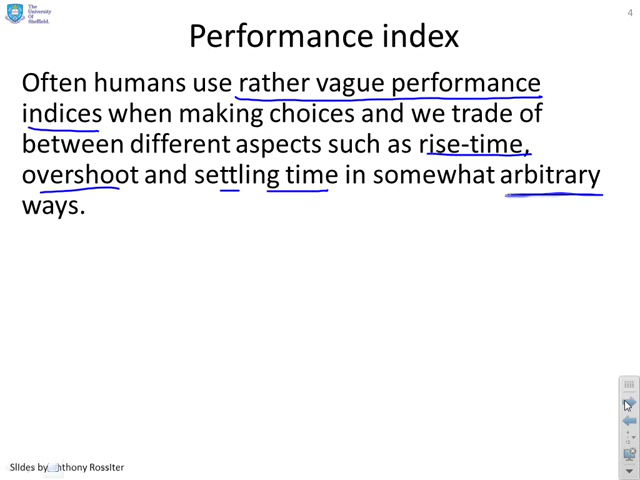 The
University
Of
Sheffield.
4
Performance index
Often humans use rather vague performance
indices when making choices and we trade of
between different aspects such as rise-time,
overshoot and settling time in somewhat arbitrary
ways.
Slides by Anthony Rossiter